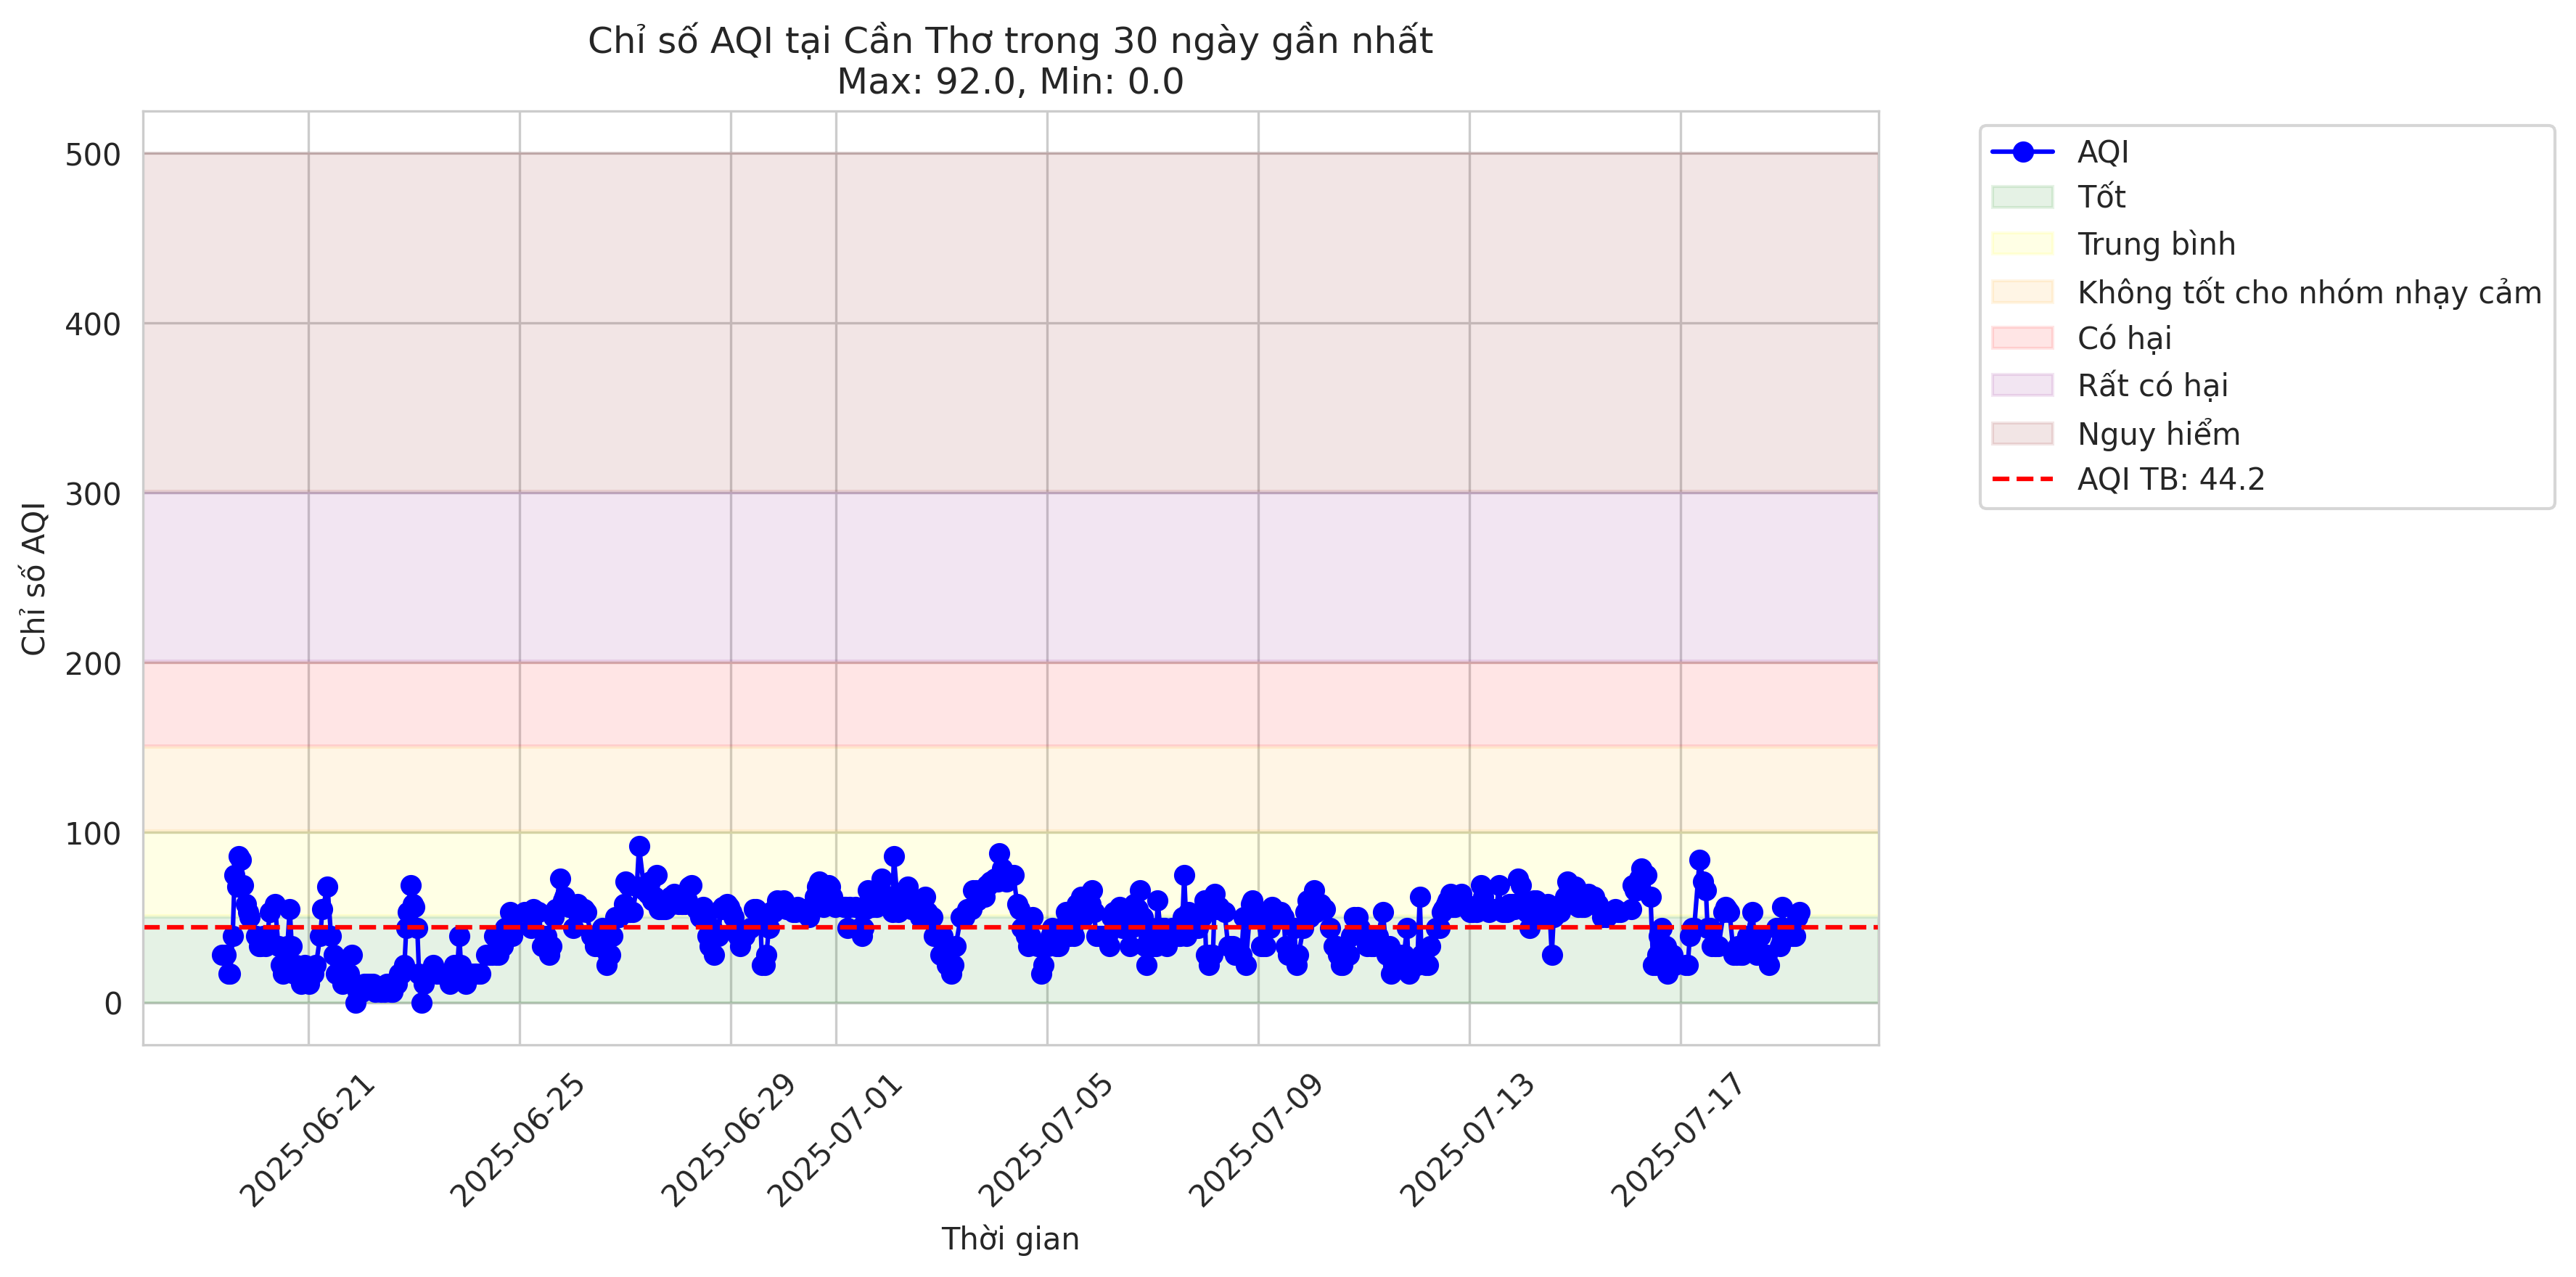 Chỉ số AQI tại Cần Thơ trong 30 ngày gần nhất
Max: 92.0, Min: 0.0
Chỉ số AQI
500
400
300
200
100
0
2025-06-21
2025-06-25
2025-06-29
2025-07-01
2025-07-05
2025-07-09
2025-07-13
2025-07-17
Thời gian
AQI
Tốt
Trung bình
Không tốt cho nhóm nhạy cảm
Có hại
Rất có hại
Nguy hiểm
AQI TB: 44.2